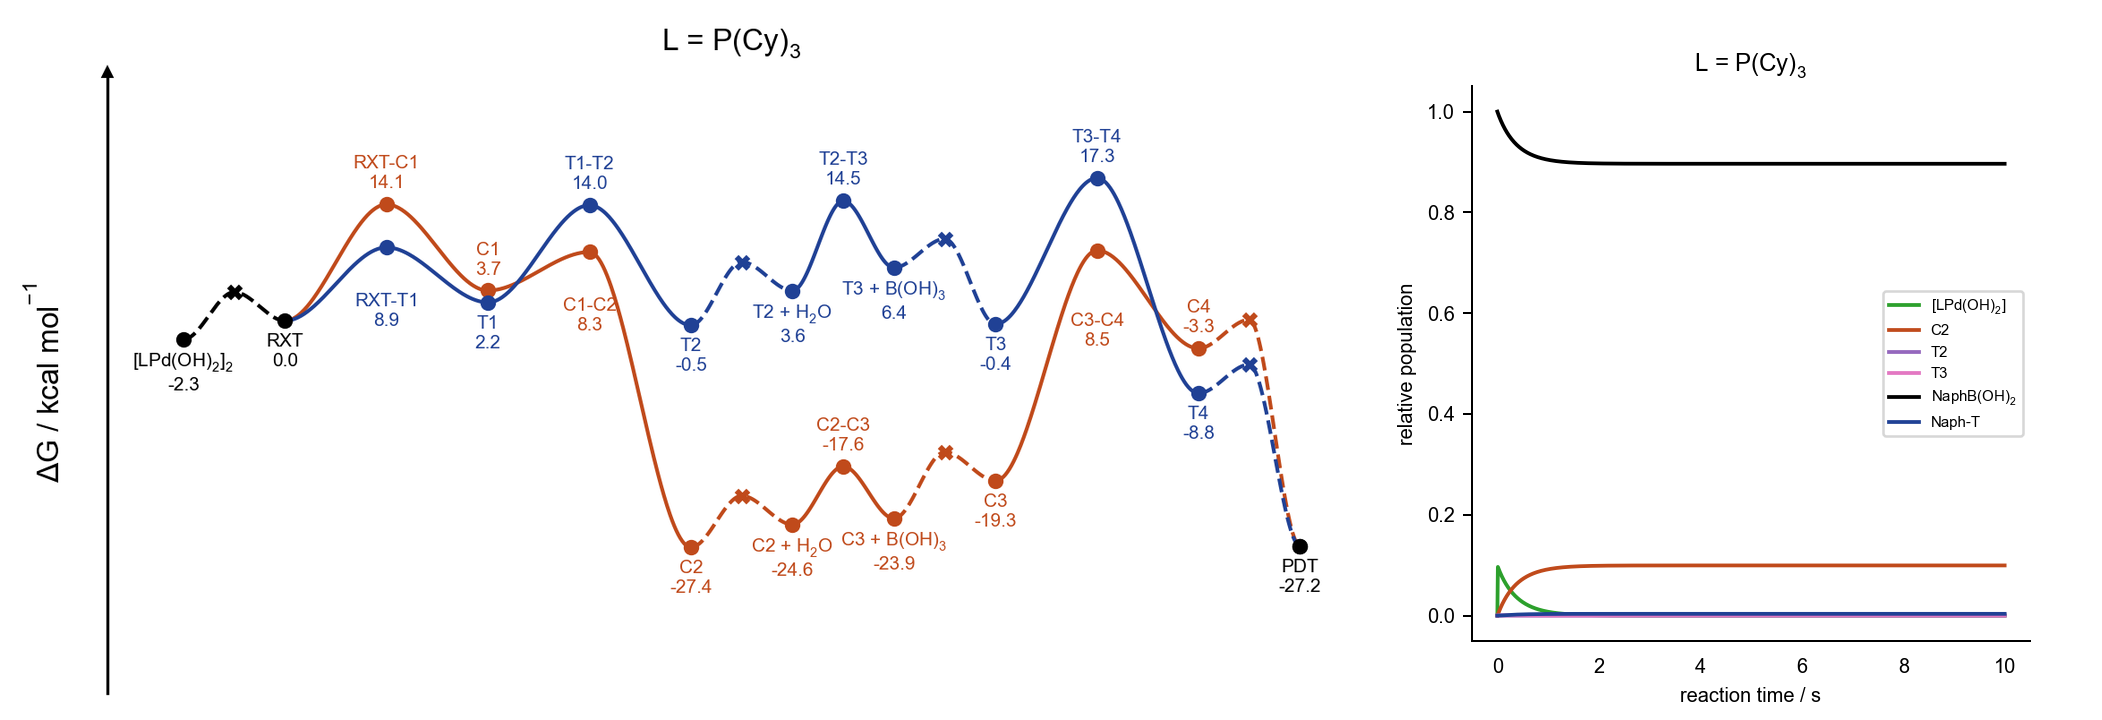 L = P(Cy)₃
ΔG / kcal mol⁻¹
[LPd(OH)₂]₂
-2.3
RXT
0.0
RXT-C1
14.1
RXT-T1
8.9
C1
3.7
T1
2.2
T1-T2
14.0
C1-C2
8.3
T2
-0.5
C2
-27.4
T2 + H₂O
3.6
C2 + H₂O
-24.6
T2-T3
14.5
C2-C3
-17.6
T3 + B(OH)₃
6.4
C3 + B(OH)₃
-23.9
T3
-0.4
C3
-19.3
T3-T4
17.3
C3-C4
8.5
C4
-3.3
T4
-8.8
PDT
-27.2
L = P(Cy)₃
relative population
1.0
0.8
0.6
0.4
0.2
0.0
[LPd(OH)₂]
C2
T2
T3
NaphB(OH)₂
Naph-T
0 2 4 6 8 10
reaction time / s